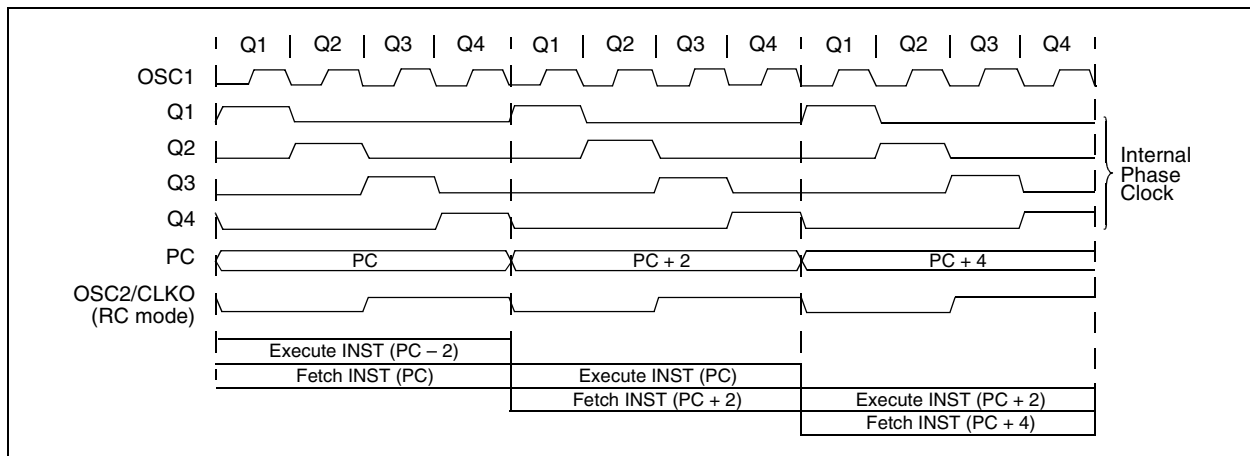 Q1 Q2 Q3 Q4 Q1 Q2 Q3 Q4 Q1 Q2 Q3 Q4
OSC1
Q1
Q2
Q3
Q4
Internal
Phase
Clock
PC PC PC + 2 PC + 4
OSC2/CLKO
(RC mode)
Execute INST (PC – 2)
Fetch INST (PC) Execute INST (PC)
Fetch INST (PC + 2) Execute INST (PC + 2)
Fetch INST (PC + 4)